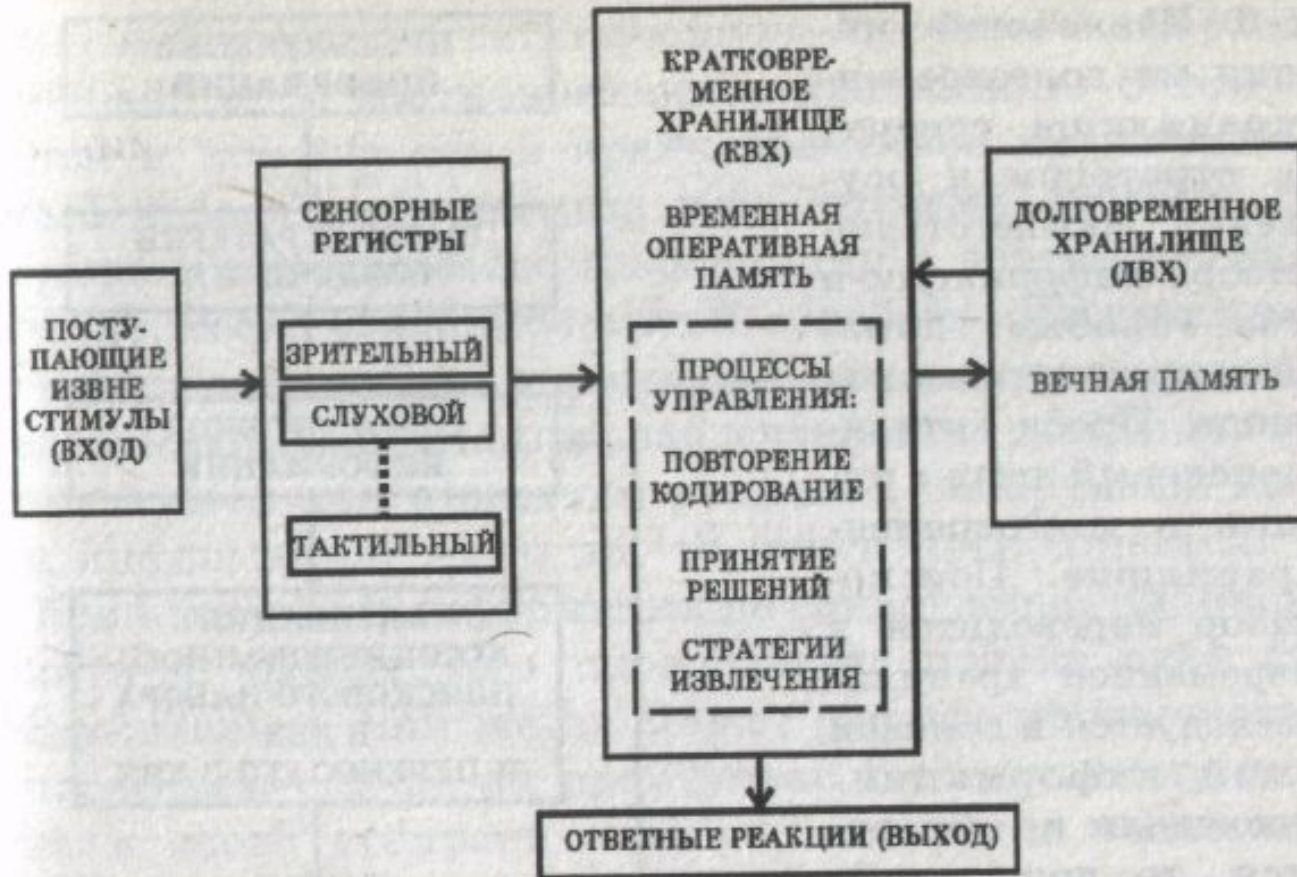 ПОСТУ-
ПАЮЩИЕ
ИЗВНЕ
СТИМУЛЫ
(ВХОД)
СЕНСОРНЫЕ
РЕГИСТРЫ
ЗРИТЕЛЬНЫЙ
СЛУХОВОЙ
ТАКТИЛЬНЫЙ
КРАТКОВРЕ-
МЕННОЕ
ХРАНИЛИЩЕ
(КВХ)
ВРЕМЕННАЯ
ОПЕРАТИВНАЯ
ПАМЯТЬ
ПРОЦЕССЫ
УПРАВЛЕНИЯ:
ПОВТОРЕНИЕ
КОДИРОВАНИЕ
ПРИНЯТИЕ
РЕШЕНИЙ
СТРАТЕГИИ
ИЗВЛЕЧЕНИЯ
ДОЛГОВРЕМЕННОЕ
ХРАНИЛИЩЕ
(ДВХ)
ВЕЧНАЯ ПАМЯТЬ
ОТВЕТНЫЕ РЕАКЦИИ (ВЫХОД)